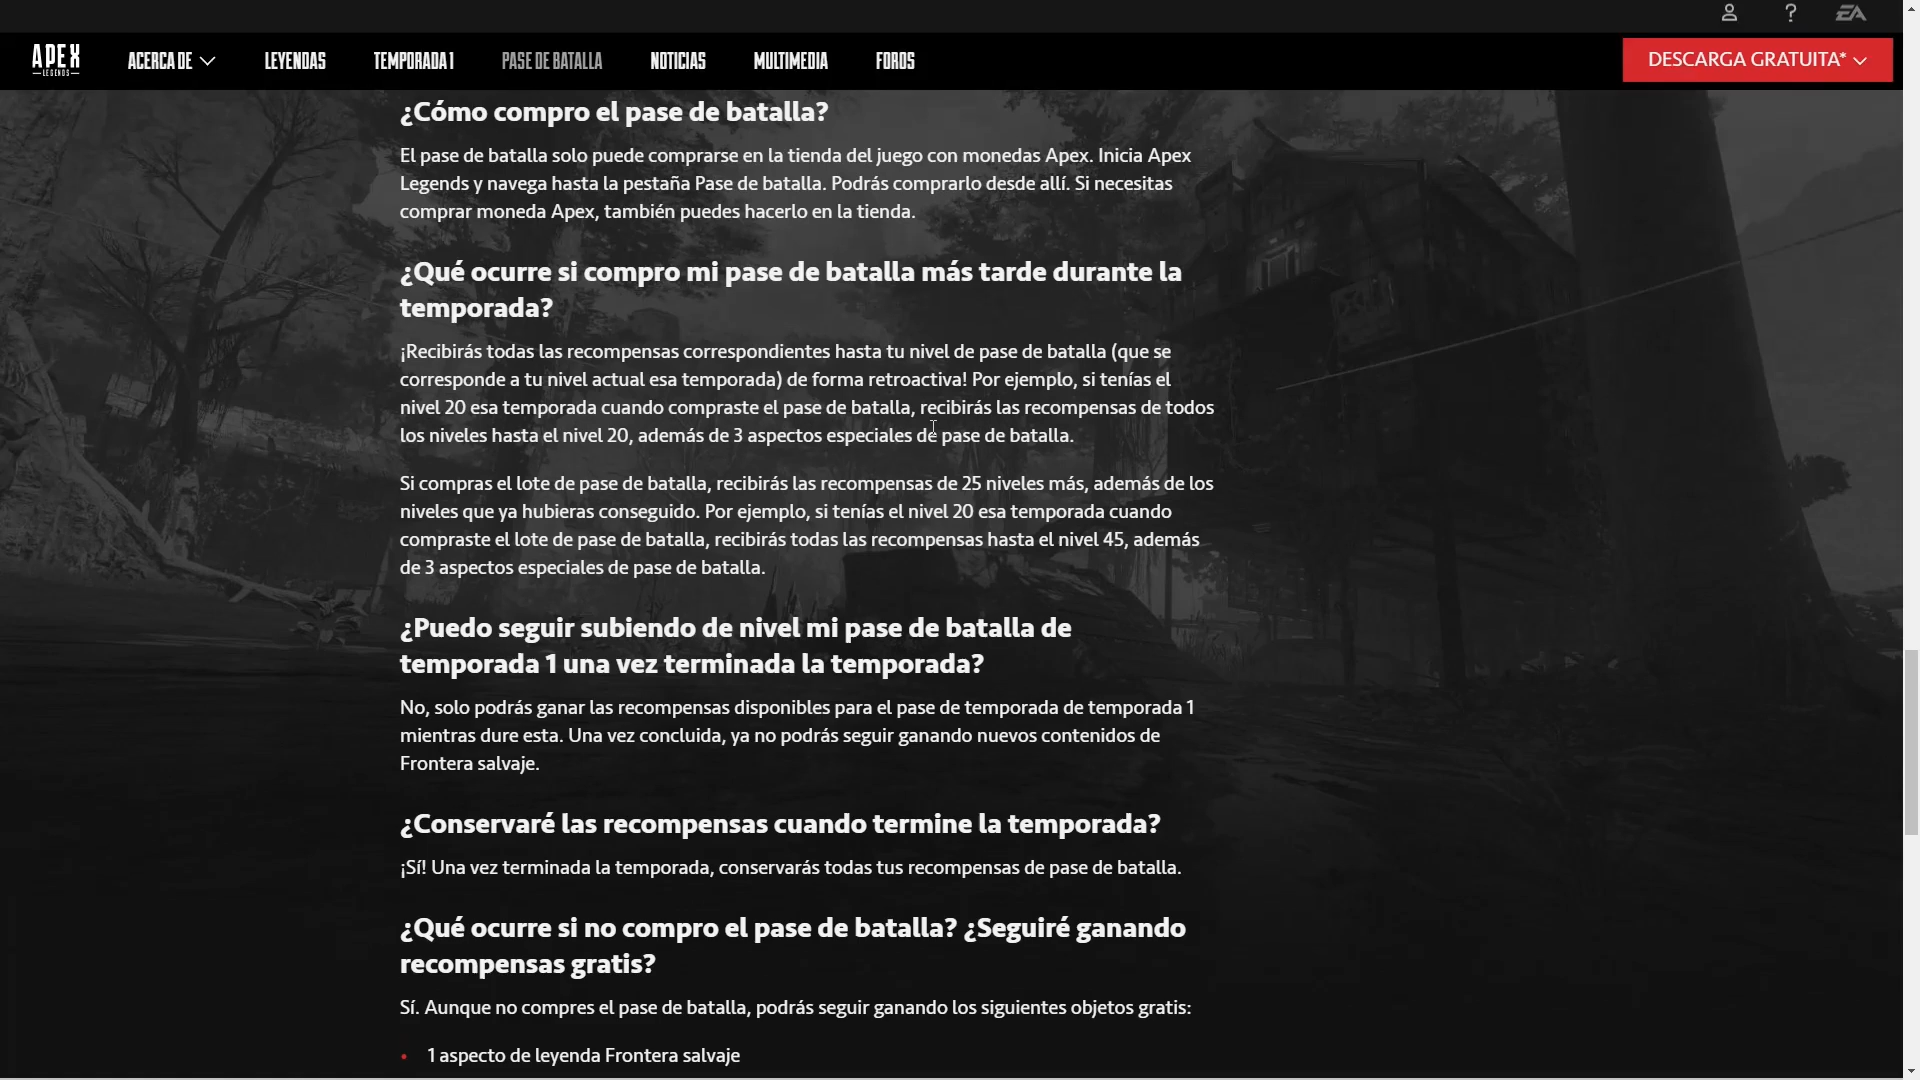 APEX
LEGENDS
ACERCA DE
LEYENDAS
TEMPORADA 1
PASE DE BATALLA
NOTICIAS
MULTIMEDIA
FOROS
?
EA
DESCARGA GRATUITA*
¿Cómo compro el pase de batalla?
El pase de batalla solo puede comprarse en la tienda del juego con monedas Apex. Inicia Apex
Legends y navega hasta la pestaña Pase de batalla. Podrás comprarlo desde allí. Si necesitas
comprar moneda Apex, también puedes hacerlo en la tienda.
¿Qué ocurre si compro mi pase de batalla más tarde durante la
temporada?
¡Recibirás todas las recompensas correspondientes hasta tu nivel de pase de batalla (que se
corresponde a tu nivel actual esa temporada) de forma retroactiva! Por ejemplo, si tenías el
nivel 20 esa temporada cuando compraste el pase de batalla, recibirás las recompensas de todos
los niveles hasta el nivel 20, además de 3 aspectos especiales de pase de batalla.
Si compras el lote de pase de batalla, recibirás las recompensas de 25 niveles más, además de los
niveles que ya hubieras conseguido. Por ejemplo, si tenías el nivel 20 esa temporada cuando
compraste el lote de pase de batalla, recibirás todas las recompensas hasta el nivel 45, además
de 3 aspectos especiales de pase de batalla.
¿Puedo seguir subiendo de nivel mi pase de batalla de
temporada 1 una vez terminada la temporada?
No, solo podrás ganar las recompensas disponibles para el pase de temporada de temporada 1
mientras dure esta. Una vez concluida, ya no podrás seguir ganando nuevos contenidos de
Frontera salvaje.
¿Conservaré las recompensas cuando termine la temporada?
¡Sí! Una vez terminada la temporada, conservarás todas tus recompensas de pase de batalla.
¿Qué ocurre si no compro el pase de batalla? ¿Seguiré ganando
recompensas gratis?
Sí. Aunque no compres el pase de batalla, podrás seguir ganando los siguientes objetos gratis:
• 1 aspecto de leyenda Frontera salvaje